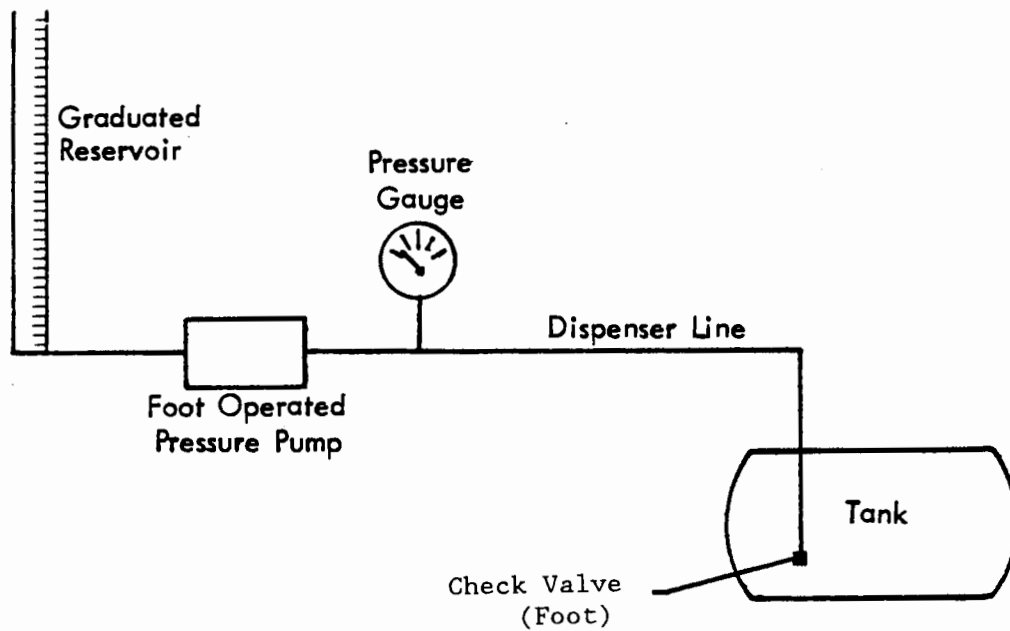 Graduated
Reservoir
Pressure
Gauge
Dispenser Line
Foot Operated
Pressure Pump
Tank
Check Valve
(Foot)